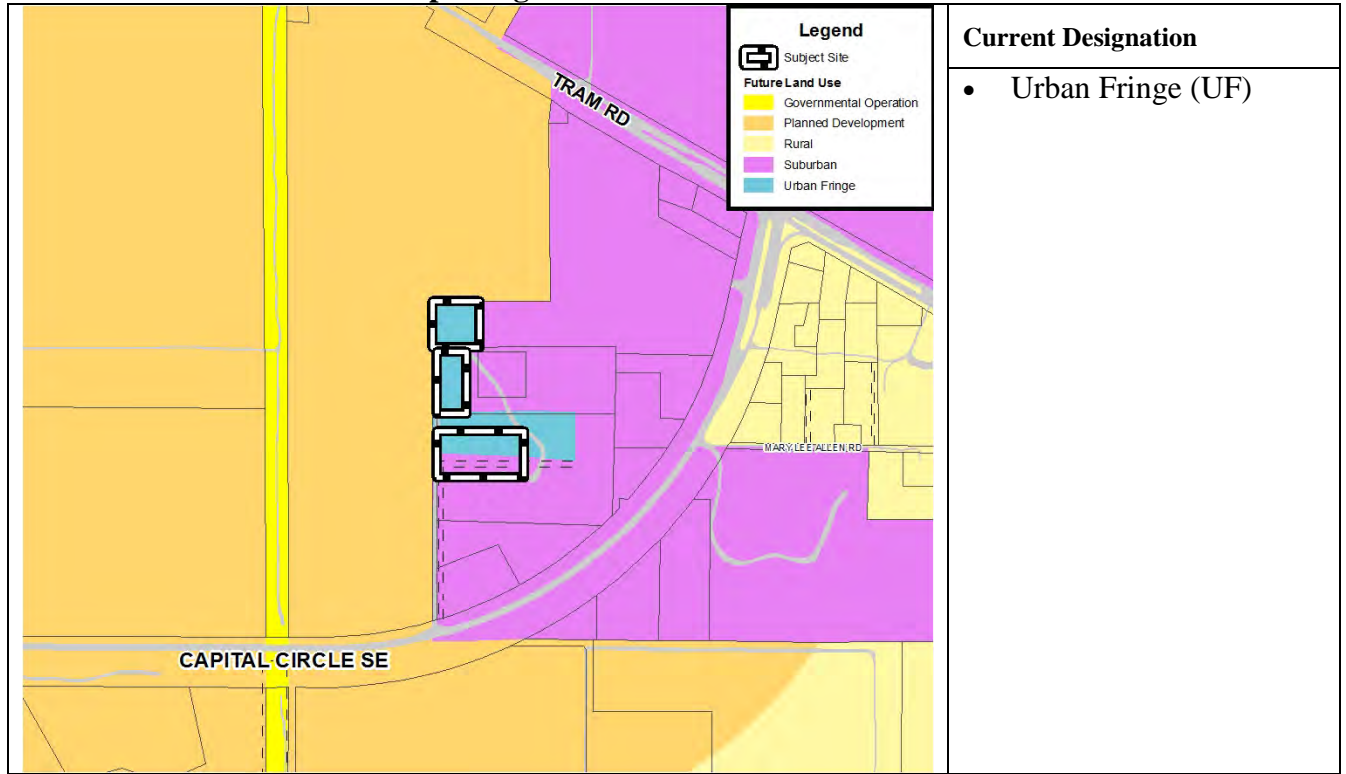 Legend
Subject Site
Future Land Use
Governmental Operation
Planned Development
Rural
Suburban
Urban Fringe
TRAM RD
MARY LEE ALLEN RD
CAPITAL CIRCLE SE
Current Designation
• Urban Fringe (UF)